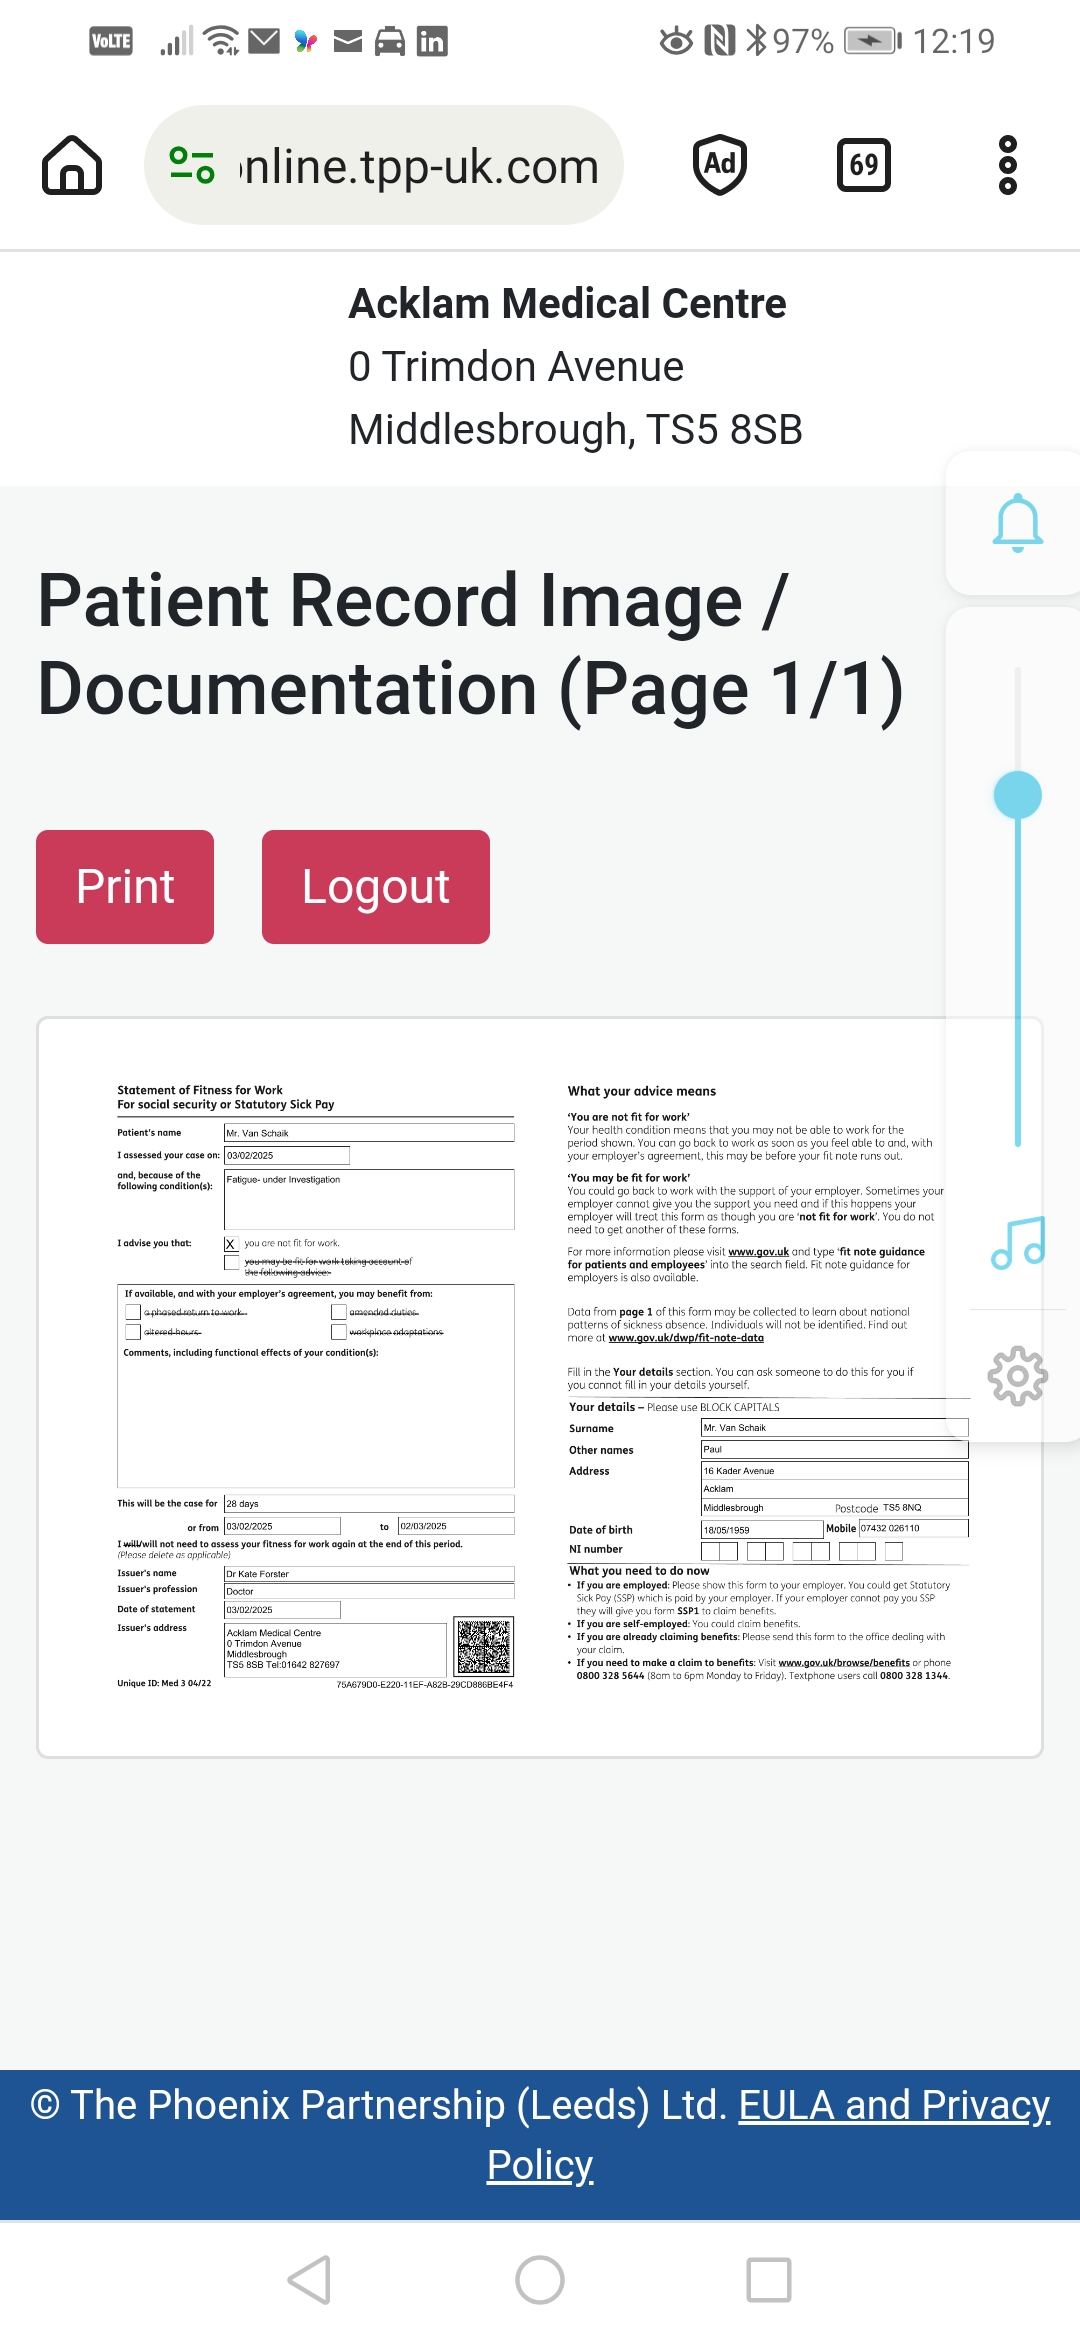 VoLTE
97%
12:19
nline.tpp-uk.com
Ad
69
Acklam Medical Centre
0 Trimdon Avenue
Middlesbrough, TS5 8SB
Patient Record Image /
Documentation (Page 1/1)
Print
Logout
Statement of Fitness for Work
For social security or Statutory Sick Pay
Patient's name
Mr. Van Schaik
I assessed your case on:
03/02/2025
and, because of the
following condition(s):
Fatigue- under Investigation
I advise you that:
X
you are not fit for work.
you may be fit for work taking account of
the following advice:
If available, and with your employer's agreement, you may benefit from:
a phased return to work
amended duties
altered hours
workplace adaptations
Comments, including functional effects of your condition(s):
This will be the case for
28 days
or from
03/02/2025
to
02/03/2025
I will/will not need to assess your fitness for work again at the end of this period.
(Please delete as applicable)
Issuer's name
Dr Kate Forster
Issuer's profession
Doctor
Date of statement
03/02/2025
Issuer's address
Acklam Medical Centre
0 Trimdon Avenue
Middlesbrough
TS5 8SB Tel:01642 827697
Unique ID: Med 3 04/22
75A679D0-E220-11EF-A82B-29CD886BE4F4
What your advice means
'You are not fit for work'
Your health condition means that you may not be able to work for the
period shown. You can go back to work as soon as you feel able to and, with
your employer's agreement, this may be before your fit note runs out.
'You may be fit for work'
You could go back to work with the support of your employer. Sometimes your
employer cannot give you the support you need and if this happens your
employer will treat this form as though you are 'not fit for work'. You do not
need to get another of these forms.
For more information please visit www.gov.uk and type 'fit note guidance
for patients and employees' into the search field. Fit note guidance for
employers is also available.
Data from page 1 of this form may be collected to learn about national
patterns of sickness absence. Individuals will not be identified. Find out
more at www.gov.uk/dwp/fit-note-data
Fill in the Your details section. You can ask someone to do this for you if
you cannot fill in your details yourself.
Your details – Please use BLOCK CAPITALS
Surname
Mr. Van Schaik
Other names
Paul
Address
16 Kader Avenue
Acklam
Middlesbrough
Postcode TS5 8NQ
Date of birth
18/05/1959
Mobile
07432 026110
NI number
What you need to do now
• If you are employed: Please show this form to your employer. You could get Statutory
Sick Pay (SSP) which is paid by your employer. If your employer cannot pay you SSP
they will give you form SSP1 to claim benefits.
• If you are self-employed: You could claim benefits.
• If you are already claiming benefits: Please send this form to the office dealing with
your claim.
• If you need to make a claim to benefits: Visit www.gov.uk/browse/benefits or phone
0800 328 5644 (8am to 6pm Monday to Friday). Textphone users call 0800 328 1344.
© The Phoenix Partnership (Leeds) Ltd. EULA and Privacy
Policy